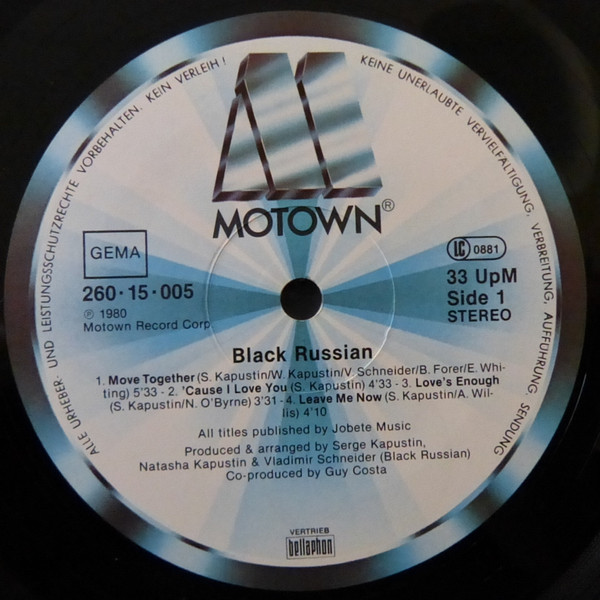 ALLE URHEBER- UND LEISTUNGSSCHUTZRECHTE VORBEHALTEN. KEIN VERLEIH! KEINE UNERLAUBTE VERVIELFÄLTIGUNG, VERBREITUNG, AUFFÜHRUNG, SENDUNG
MOTOWN®
GEMA
260·15·005
℗ 1980
Motown Record Corp.
LC 0881
33 UpM
Side 1
STEREO
Black Russian
1. Move Together (S. Kapustin/W. Kapustin/V. Schneider/B. Forer/E. Whi-
ting) 5'33 - 2. 'Cause I Love You (S. Kapustin) 4'33 - 3. Love's Enough
(S. Kapustin/N. O'Byrne) 3'31 - 4. Leave Me Now (S. Kapustin/A. Wil-
lis) 4'10
All titles published by Jobete Music
Produced & arranged by Serge Kapustin,
Natasha Kapustin & Vladimir Schneider (Black Russian)
Co-produced by Guy Costa
VERTRIEB
bellaphon